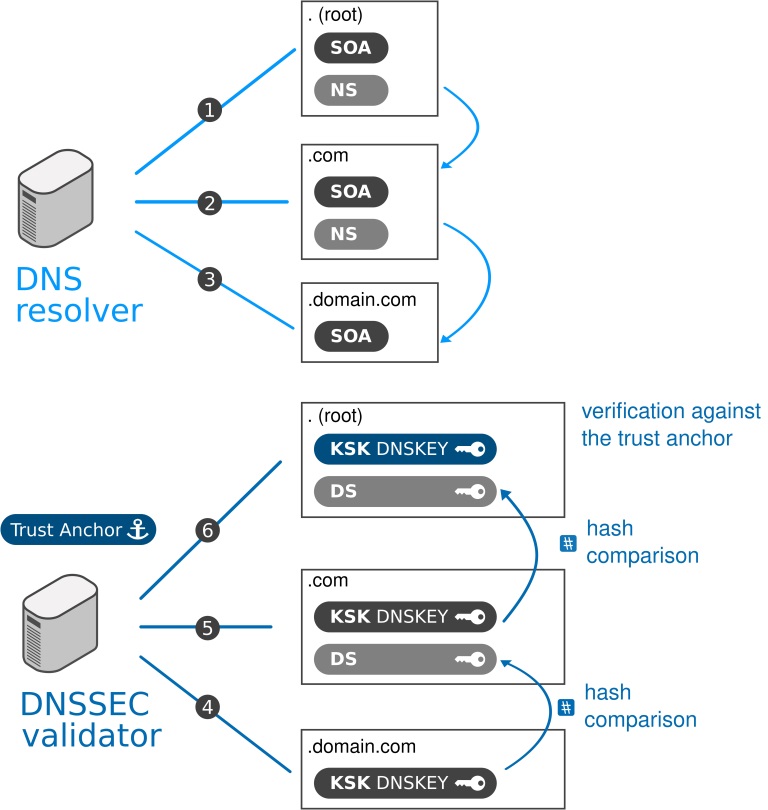 . (root)
SOA
NS
1
.com
SOA
NS
2
3
.domain.com
SOA
DNS
resolver
. (root)
KSK DNSKEY
DS
verification against
the trust anchor
Trust Anchor
6
# hash
comparison
.com
KSK DNSKEY
DS
5
4
# hash
comparison
DNSSEC
validator
.domain.com
KSK DNSKEY